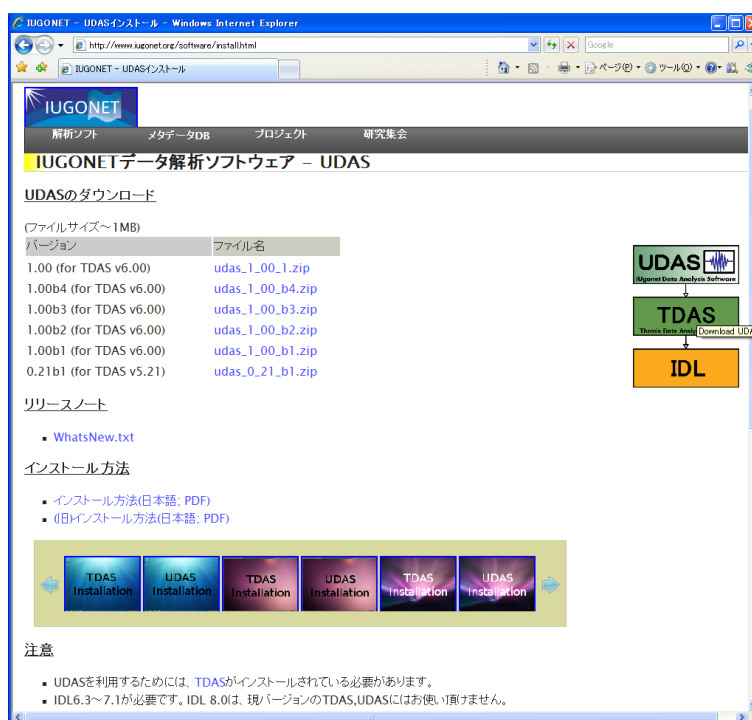 IUGONET - UDASインストール - Windows Internet Explorer
http://www.iugonet.org/software/install.html
Google
IUGONET - UDASインストール
ページ(P)
ツール(O)
IUGONET
解析ソフト メタデータDB プロジェクト 研究集会
IUGONETデータ解析ソフトウェア – UDAS
UDASのダウンロード
(ファイルサイズ～1MB)
バージョン ファイル名
1.00 (for TDAS v6.00) udas_1_00_1.zip
1.00b4 (for TDAS v6.00) udas_1_00_b4.zip
1.00b3 (for TDAS v6.00) udas_1_00_b3.zip
1.00b2 (for TDAS v6.00) udas_1_00_b2.zip
1.00b1 (for TDAS v6.00) udas_1_00_b1.zip
0.21b1 (for TDAS v5.21) udas_0_21_b1.zip
UDAS
iUgonet Data Analysis Software
TDAS
Themis Data Analy
Download UDA
IDL
リリースノート
WhatsNew.txt
インストール方法
インストール方法(日本語; PDF)
(旧)インストール方法(日本語; PDF)
TDAS Installation
UDAS Installation
TDAS Installation
UDAS Installation
TDAS Installation
UDAS Installation
注意
UDASを利用するためには、TDASがインストールされている必要があります。
IDL6.3～7.1が必要です。IDL 8.0は、現バージョンのTDAS,UDASにはお使い頂けません。